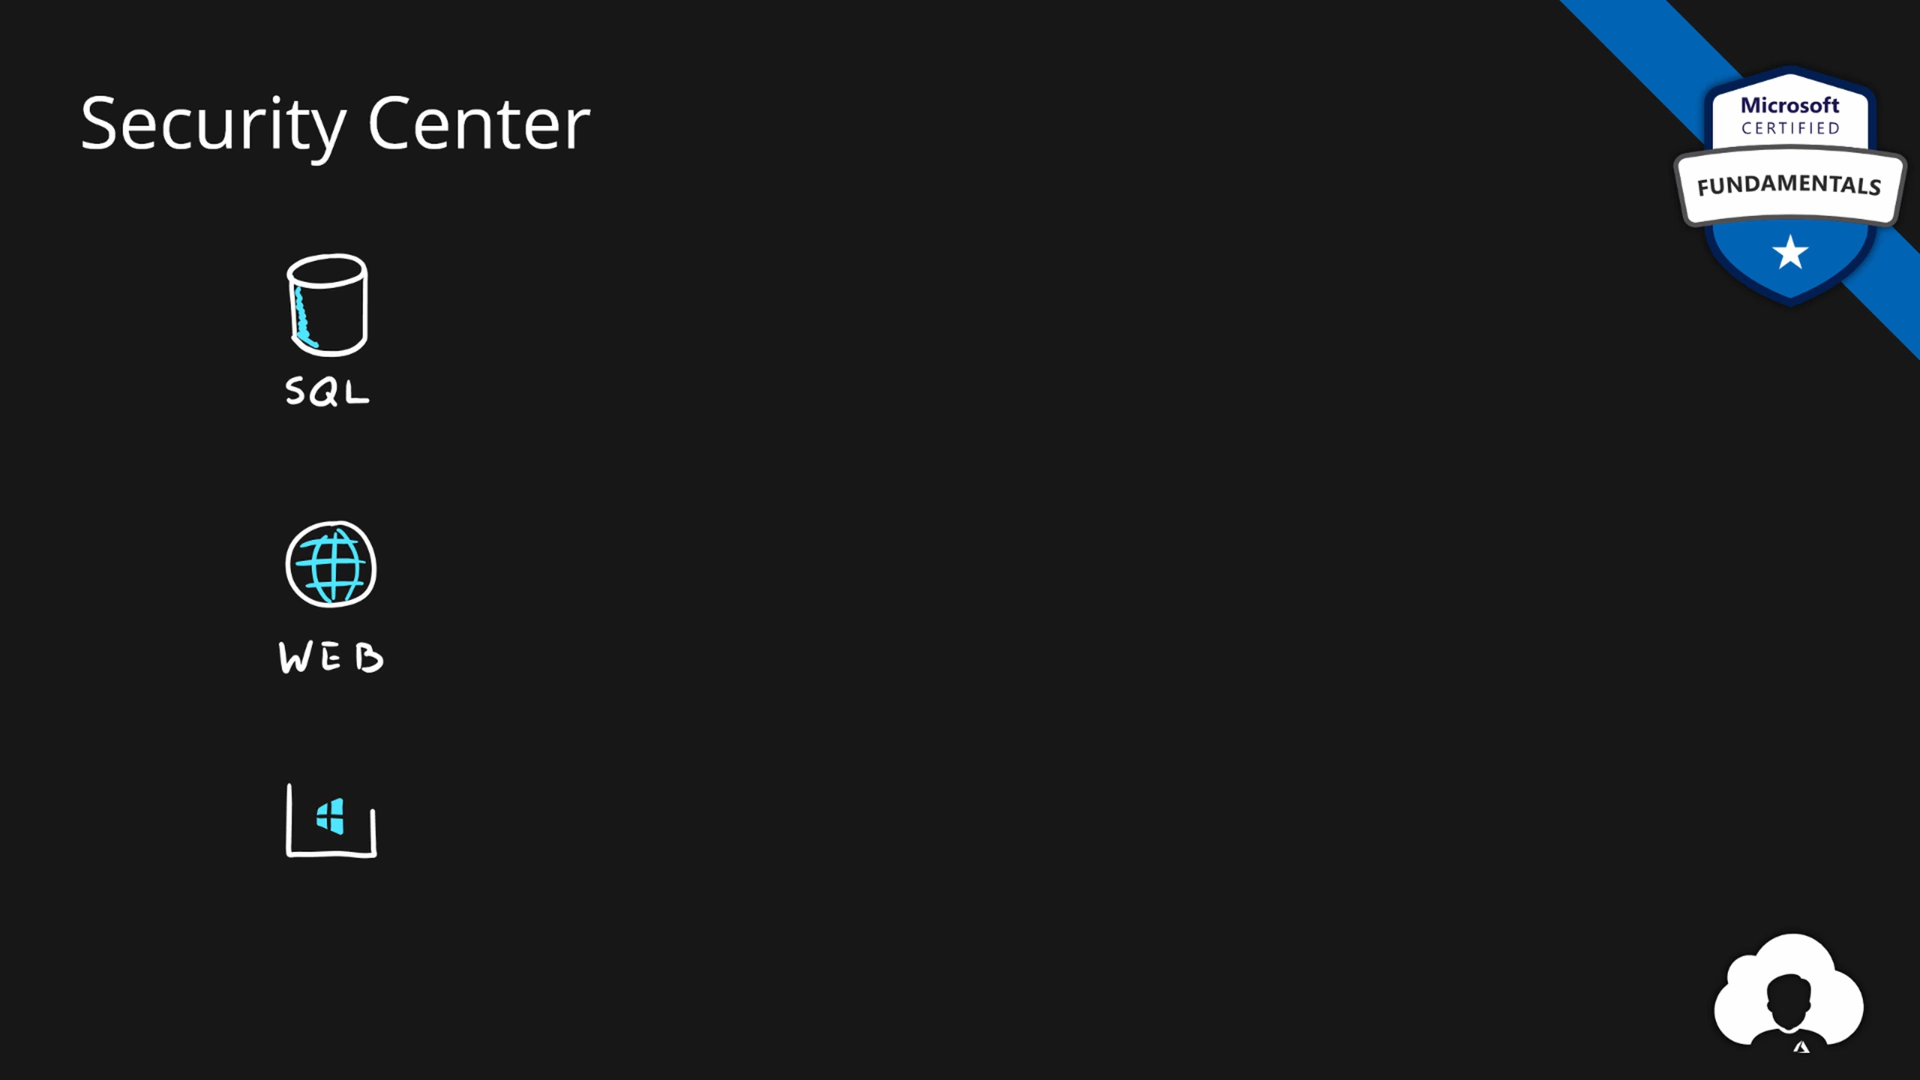 Security Center
Microsoft
CERTIFIED
FUNDAMENTALS
SQL
WEB